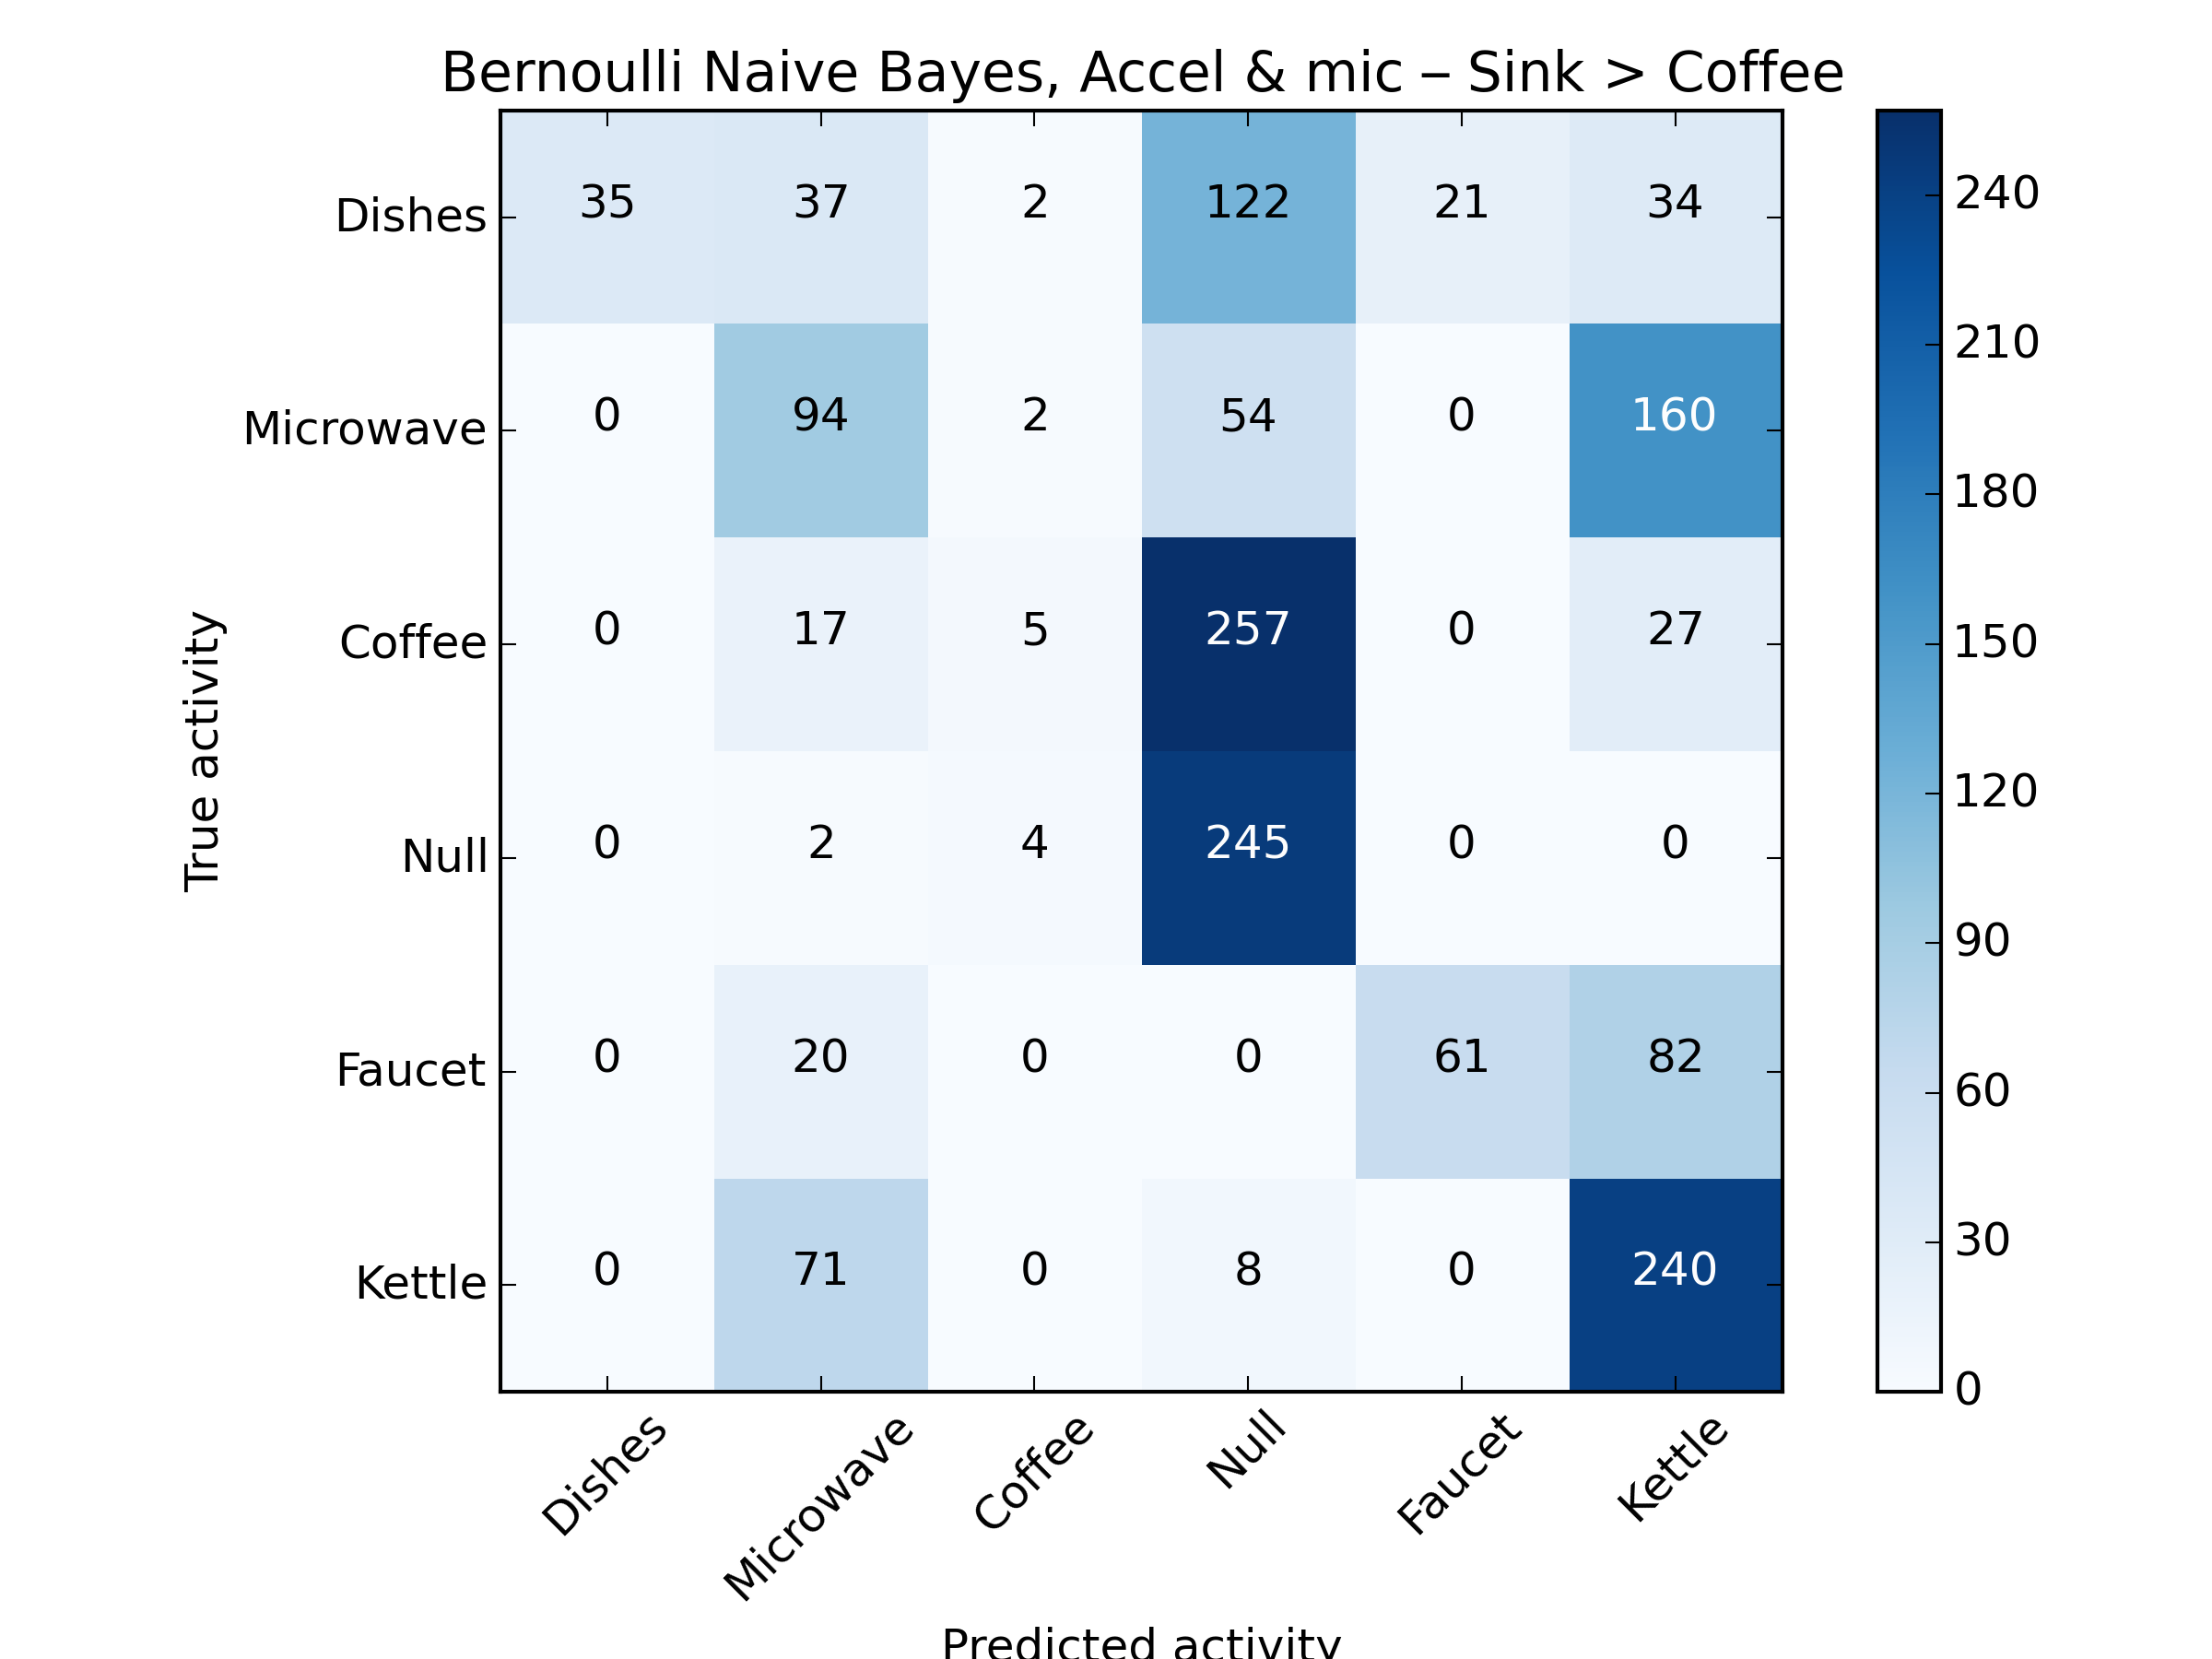 Bernoulli Naive Bayes, Accel & mic – Sink > Coffee
Dishes 35 37 2 122 21 34
Microwave 0 94 2 54 0 160
Coffee 0 17 5 257 0 27
Null 0 2 4 245 0 0
Faucet 0 20 0 0 61 82
Kettle 0 71 0 8 0 240
True activity
Dishes Microwave Coffee Null Faucet Kettle
Predicted activity
240
210
180
150
120
90
60
30
0